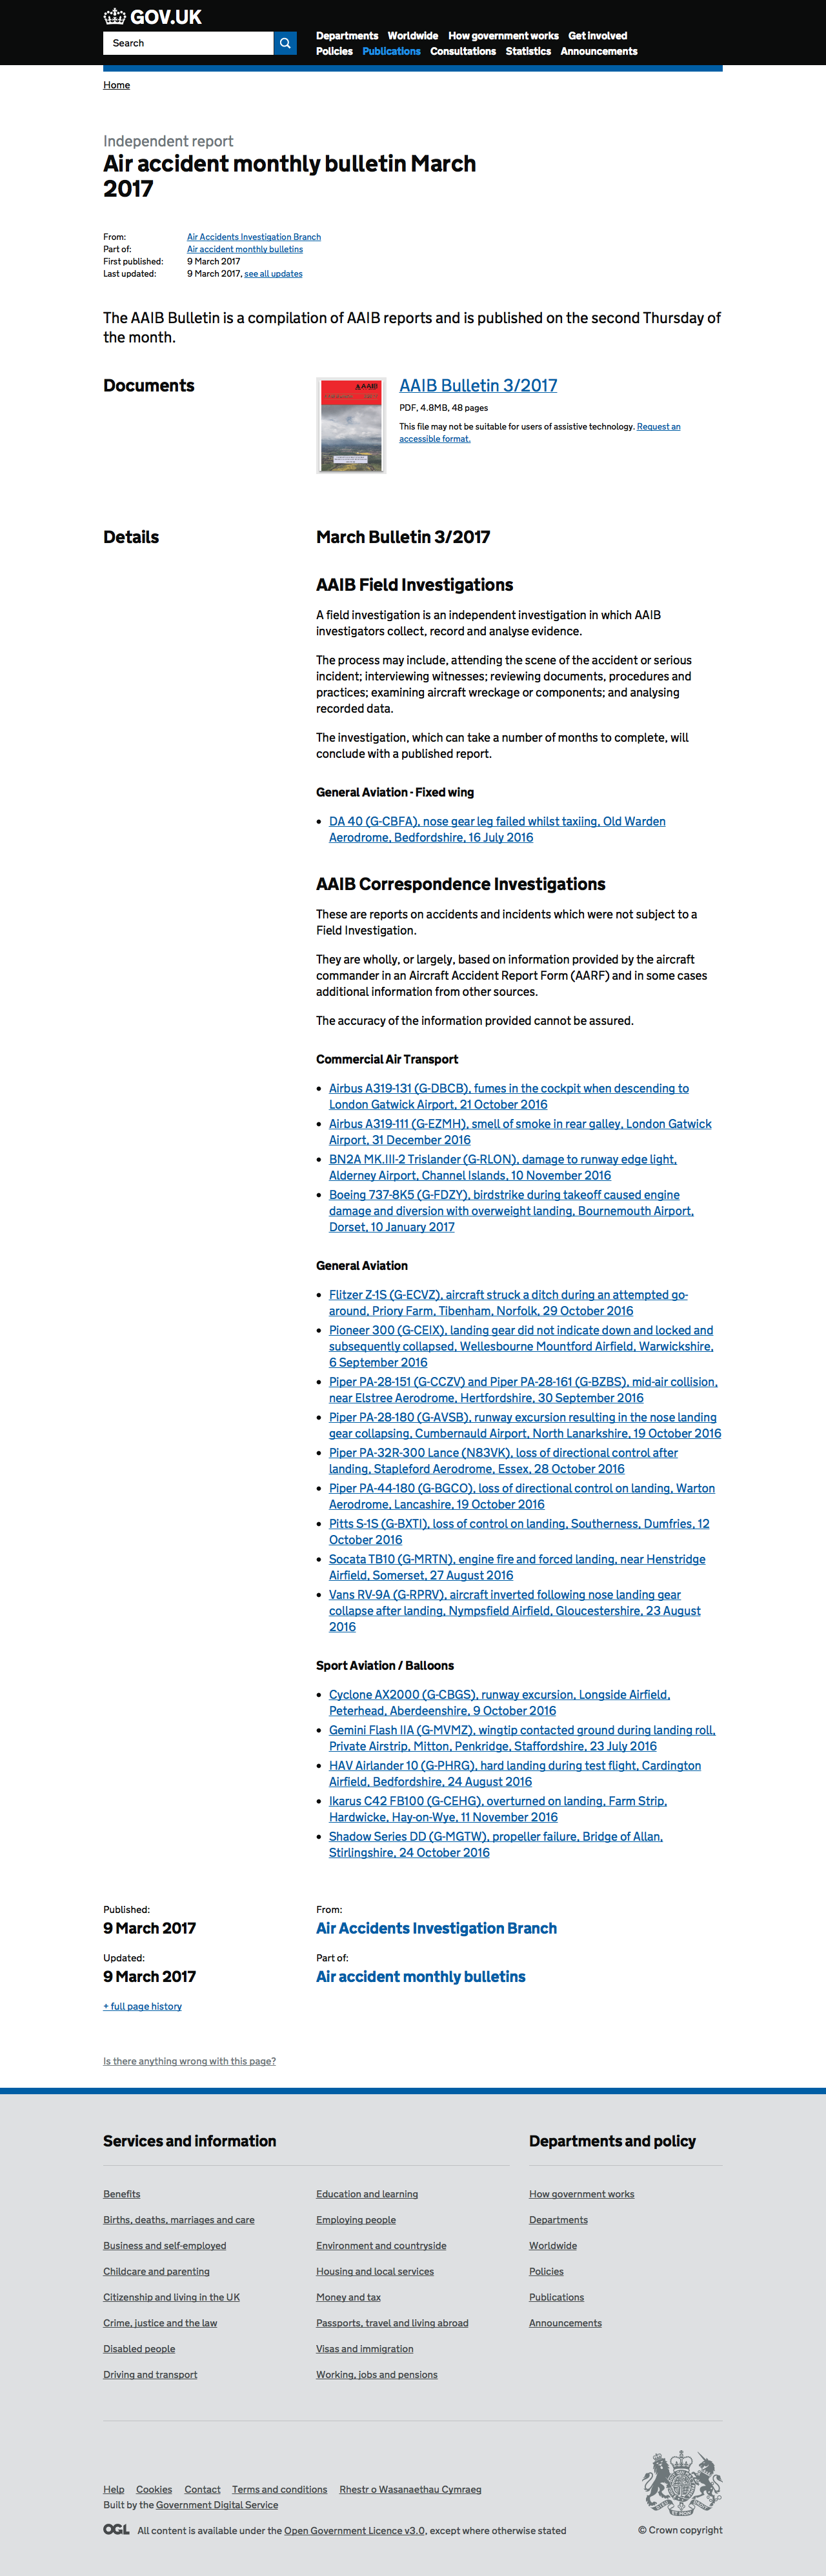 GOV.UK
Search
Departments Worldwide How government works Get involved
Policies Publications Consultations Statistics Announcements
Home
Independent report
Air accident monthly bulletin March
2017
From: Air Accidents Investigation Branch
Part of: Air accident monthly bulletins
First published: 9 March 2017
Last updated: 9 March 2017, see all updates
The AAIB Bulletin is a compilation of AAIB reports and is published on the second Thursday of
the month.
Documents
AAIB
AAIB Bulletin 3/2017
PDF, 4.8MB, 48 pages
This file may not be suitable for users of assistive technology. Request an
accessible format.
Details
March Bulletin 3/2017
AAIB Field Investigations
A field investigation is an independent investigation in which AAIB
investigators collect, record and analyse evidence.
The process may include, attending the scene of the accident or serious
incident; interviewing witnesses; reviewing documents, procedures and
practices; examining aircraft wreckage or components; and analysing
recorded data.
The investigation, which can take a number of months to complete, will
conclude with a published report.
General Aviation - Fixed wing
• DA 40 (G-CBFA), nose gear leg failed whilst taxiing, Old Warden
Aerodrome, Bedfordshire, 16 July 2016
AAIB Correspondence Investigations
These are reports on accidents and incidents which were not subject to a
Field Investigation.
They are wholly, or largely, based on information provided by the aircraft
commander in an Aircraft Accident Report Form (AARF) and in some cases
additional information from other sources.
The accuracy of the information provided cannot be assured.
Commercial Air Transport
• Airbus A319-131 (G-DBCB), fumes in the cockpit when descending to
London Gatwick Airport, 21 October 2016
• Airbus A319-111 (G-EZMH), smell of smoke in rear galley, London Gatwick
Airport, 31 December 2016
• BN2A MK.III-2 Trislander (G-RLON), damage to runway edge light,
Alderney Airport, Channel Islands, 10 November 2016
• Boeing 737-8K5 (G-FDZY), birdstrike during takeoff caused engine
damage and diversion with overweight landing, Bournemouth Airport,
Dorset, 10 January 2017
General Aviation
• Flitzer Z-1S (G-ECVZ), aircraft struck a ditch during an attempted go-
around, Priory Farm, Tibenham, Norfolk, 29 October 2016
• Pioneer 300 (G-CEIX), landing gear did not indicate down and locked and
subsequently collapsed, Wellesbourne Mountford Airfield, Warwickshire,
6 September 2016
• Piper PA-28-151 (G-CCZV) and Piper PA-28-161 (G-BZBS), mid-air collision,
near Elstree Aerodrome, Hertfordshire, 30 September 2016
• Piper PA-28-180 (G-AVSB), runway excursion resulting in the nose landing
gear collapsing, Cumbernauld Airport, North Lanarkshire, 19 October 2016
• Piper PA-32R-300 Lance (N83VK), loss of directional control after
landing, Stapleford Aerodrome, Essex, 28 October 2016
• Piper PA-44-180 (G-BGCO), loss of directional control on landing, Warton
Aerodrome, Lancashire, 19 October 2016
• Pitts S-1S (G-BXTI), loss of control on landing, Southerness, Dumfries, 12
October 2016
• Socata TB10 (G-MRTN), engine fire and forced landing, near Henstridge
Airfield, Somerset, 27 August 2016
• Vans RV-9A (G-RPRV), aircraft inverted following nose landing gear
collapse after landing, Nympsfield Airfield, Gloucestershire, 23 August
2016
Sport Aviation / Balloons
• Cyclone AX2000 (G-CBGS), runway excursion, Longside Airfield,
Peterhead, Aberdeenshire, 9 October 2016
• Gemini Flash IIA (G-MVMZ), wingtip contacted ground during landing roll,
Private Airstrip, Mitton, Penkridge, Staffordshire, 23 July 2016
• HAV Airlander 10 (G-PHRG), hard landing during test flight, Cardington
Airfield, Bedfordshire, 24 August 2016
• Ikarus C42 FB100 (G-CEHG), overturned on landing, Farm Strip,
Hardwicke, Hay-on-Wye, 11 November 2016
• Shadow Series DD (G-MGTW), propeller failure, Bridge of Allan,
Stirlingshire, 24 October 2016
Published: From:
9 March 2017 Air Accidents Investigation Branch
Updated: Part of:
9 March 2017 Air accident monthly bulletins
+ full page history
Is there anything wrong with this page?
Services and information Departments and policy
Benefits Education and learning How government works
Births, deaths, marriages and care Employing people Departments
Business and self-employed Environment and countryside Worldwide
Childcare and parenting Housing and local services Policies
Citizenship and living in the UK Money and tax Publications
Crime, justice and the law Passports, travel and living abroad Announcements
Disabled people Visas and immigration
Driving and transport Working, jobs and pensions
Help Cookies Contact Terms and conditions Rhestr o Wasanaethau Cymraeg
Built by the Government Digital Service
OGL All content is available under the Open Government Licence v3.0, except where otherwise stated
© Crown copyright